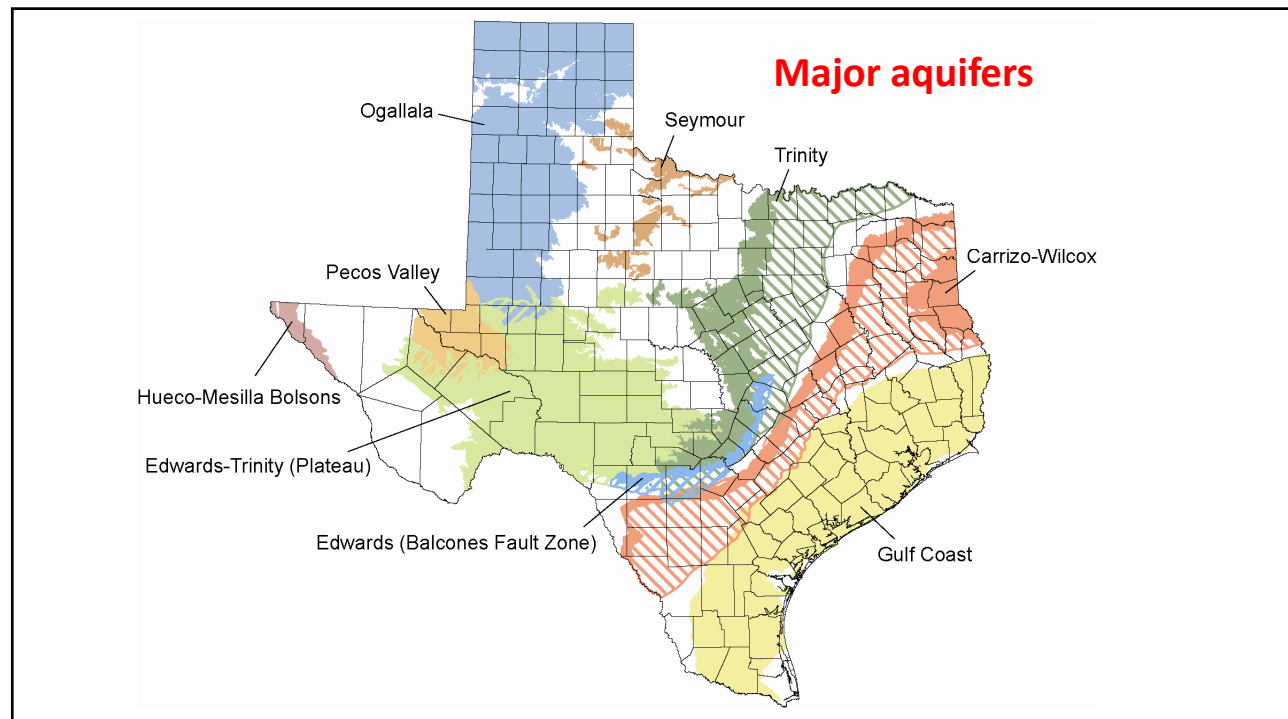 Major aquifers
Ogallala
Seymour
Trinity
Carrizo-Wilcox
Pecos Valley
Hueco-Mesilla Bolsons
Edwards-Trinity (Plateau)
Edwards (Balcones Fault Zone)
Gulf Coast